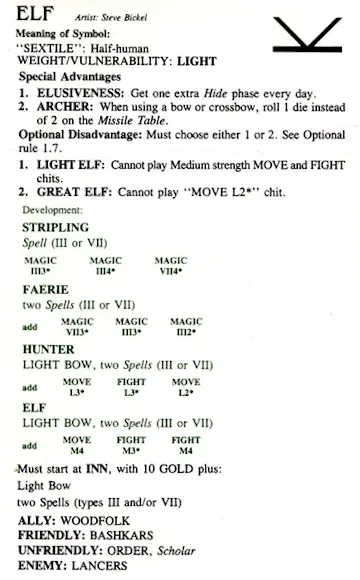 ELF Artist: Steve Bickel
Meaning of Symbol:
"SEXTILE": Half-human
WEIGHT/VULNERABILITY: LIGHT
Special Advantages
1. ELUSIVENESS: Get one extra Hide phase every day.
2. ARCHER: When using a bow or crossbow, roll 1 die instead
of 2 on the Missile Table.
Optional Disadvantage: Must choose either 1 or 2. See Optional
rule 1.7.
1. LIGHT ELF: Cannot play Medium strength MOVE and FIGHT
chits.
2. GREAT ELF: Cannot play "MOVE L2*" chit.
Development:
STRIPLING
Spell (III or VII)
MAGIC MAGIC MAGIC
III3* III4* VII4*
FAERIE
two Spells (III or VII)
add MAGIC MAGIC MAGIC
VII3* III3* III2*
HUNTER
LIGHT BOW, two Spells (III or VII)
add MOVE FIGHT MOVE
L3* L3* L2*
ELF
LIGHT BOW, two Spells (III or VII)
add MOVE FIGHT FIGHT
M4 M3* M4
Must start at INN, with 10 GOLD plus:
Light Bow
two Spells (types III and/or VII)
ALLY: WOODFOLK
FRIENDLY: BASHKARS
UNFRIENDLY: ORDER, Scholar
ENEMY: LANCERS